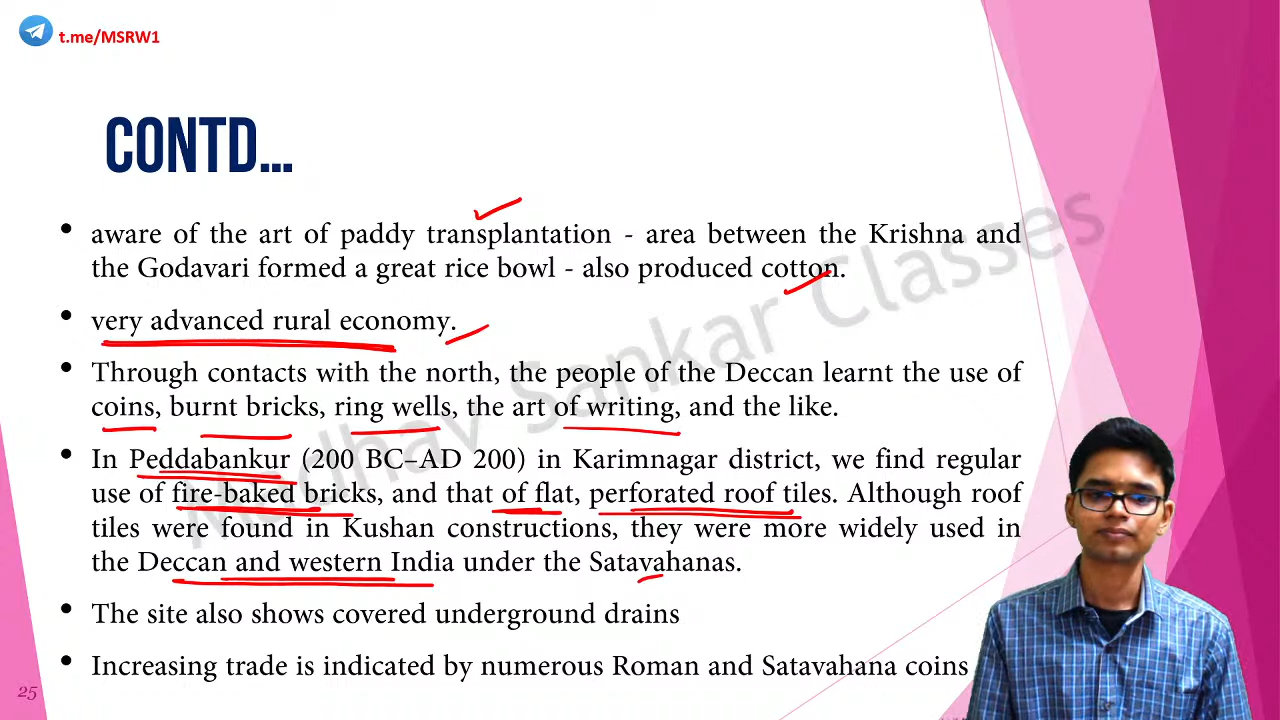 t.me/MSRW1
CONTD...
• aware of the art of paddy transplantation - area between the Krishna and
the Godavari formed a great rice bowl - also produced cotton.
• very advanced rural economy.
• Through contacts with the north, the people of the Deccan learnt the use of
coins, burnt bricks, ring wells, the art of writing, and the like.
• In Peddabankur (200 BC–AD 200) in Karimnagar district, we find regular
use of fire-baked bricks, and that of flat, perforated roof tiles. Although roof
tiles were found in Kushan constructions, they were more widely used in
the Deccan and western India under the Satavahanas.
• The site also shows covered underground drains
• Increasing trade is indicated by numerous Roman and Satavahana coins
25
Madhav Sankar Classes